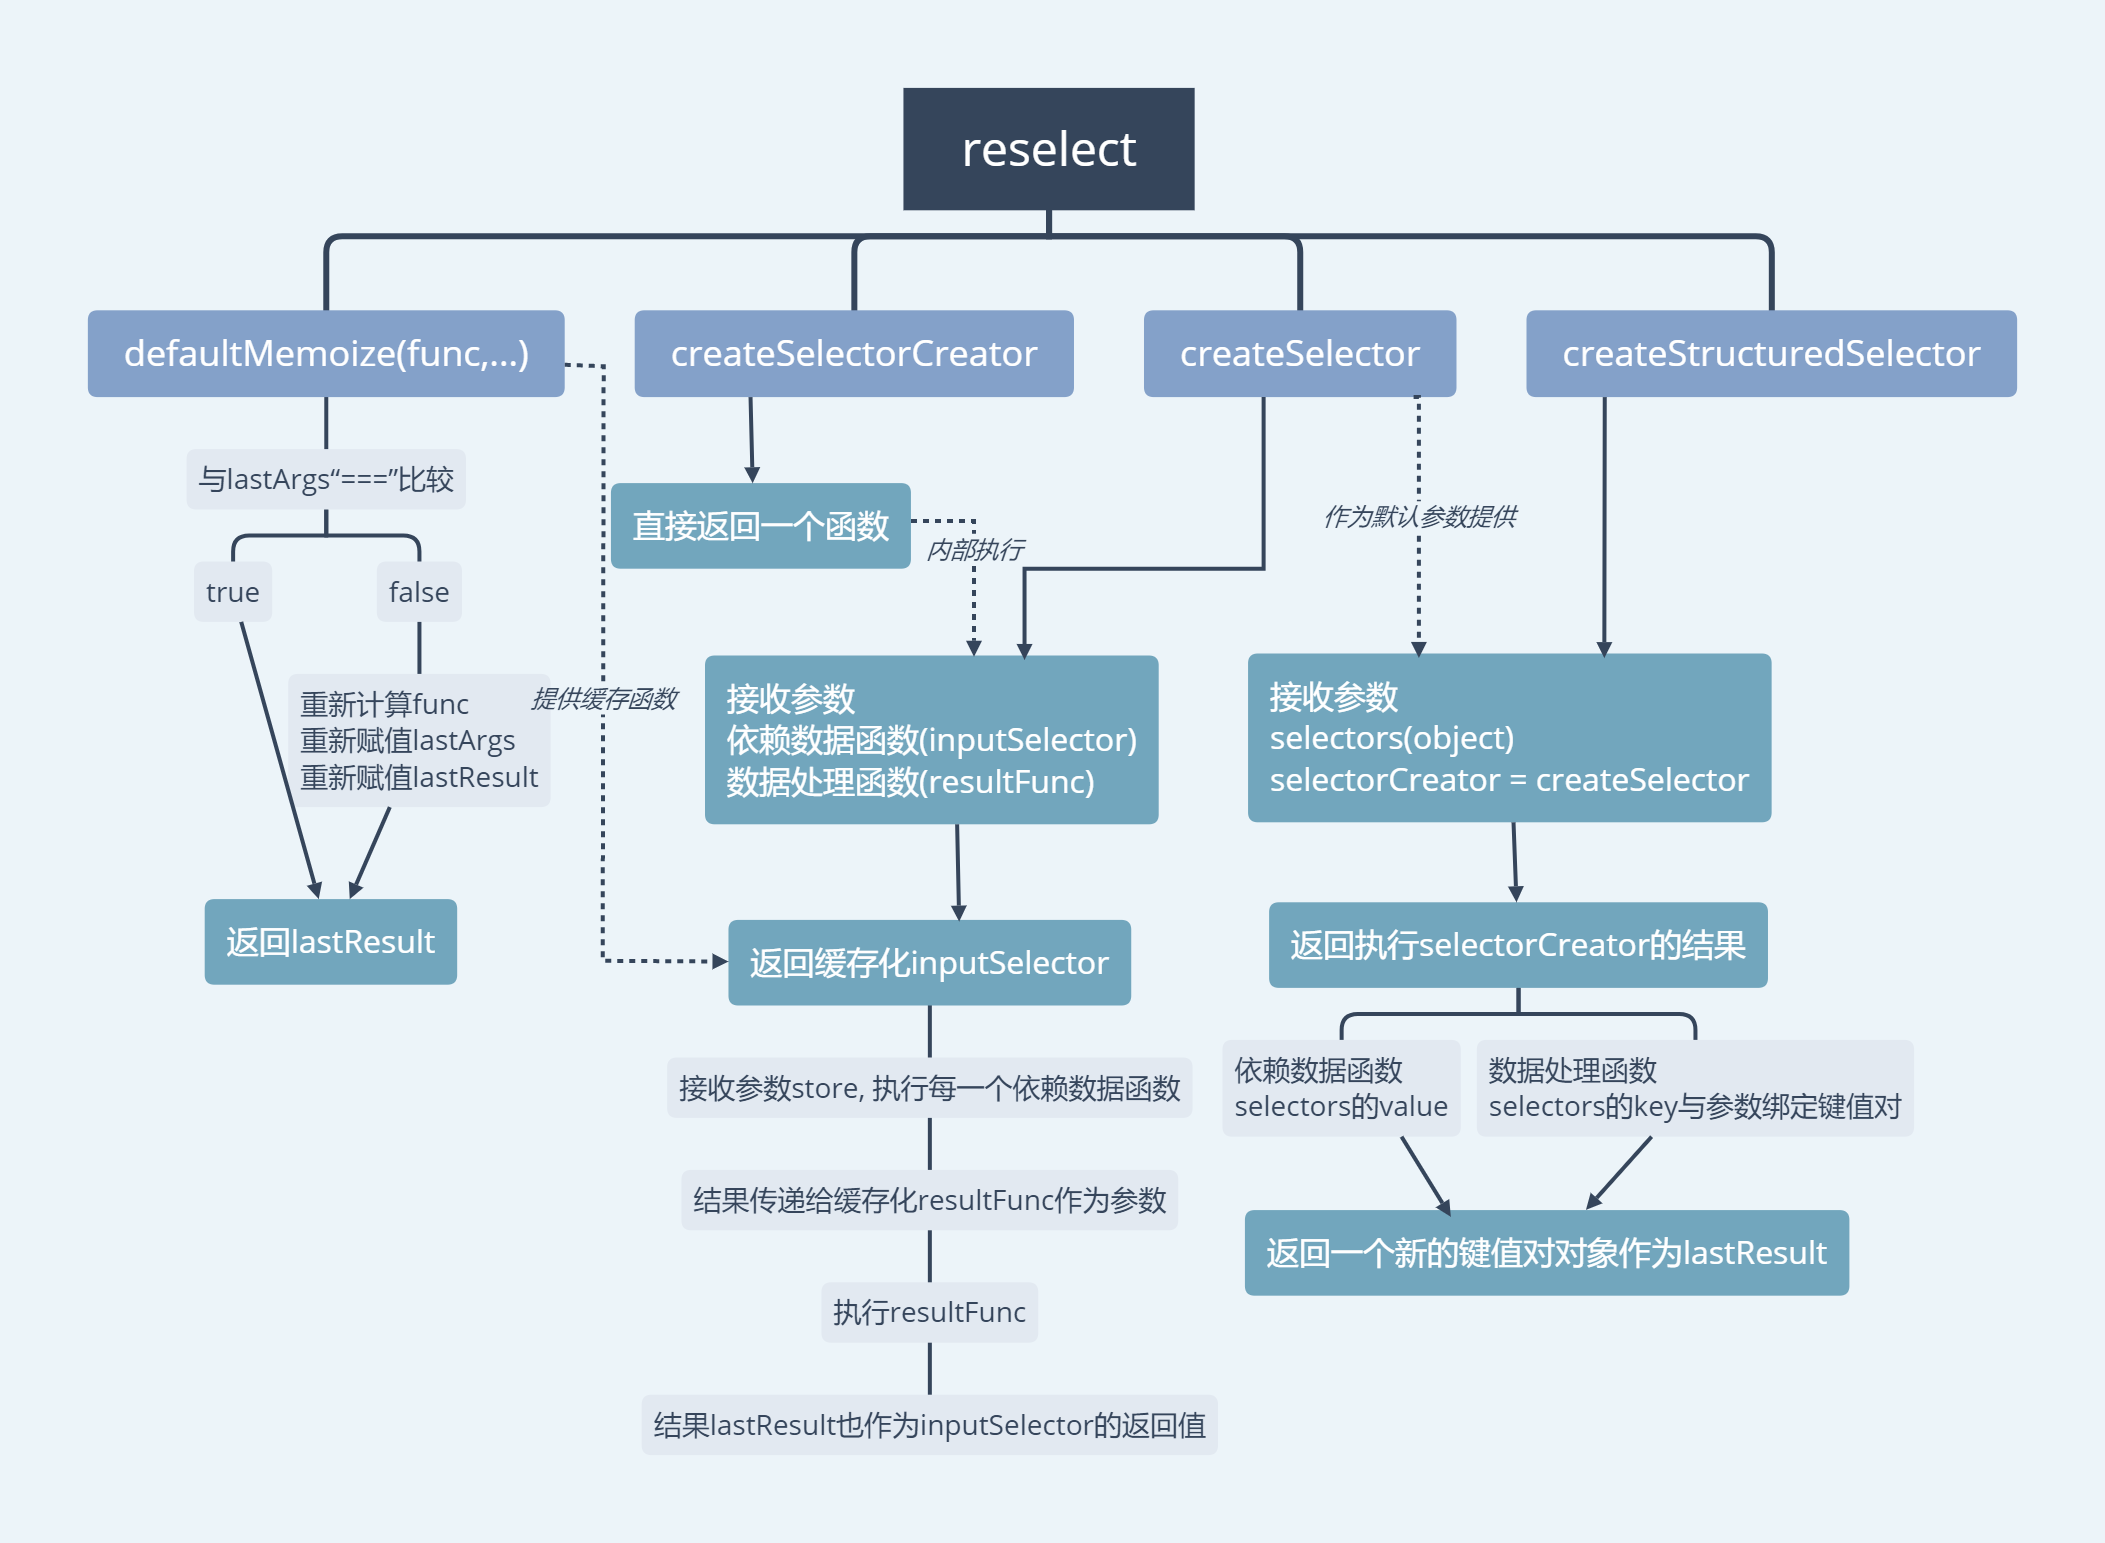 reselect
defaultMemoize(func,...)
createSelectorCreator
createSelector
createStructuredSelector
与lastArgs“===”比较
直接返回一个函数
作为默认参数提供
内部执行
true
false
重新计算func
重新赋值lastArgs
重新赋值lastResult
提供缓存函数
接收参数
依赖数据函数(inputSelector)
数据处理函数(resultFunc)
接收参数
selectors(object)
selectorCreator = createSelector
返回lastResult
返回缓存化inputSelector
返回执行selectorCreator的结果
接收参数store, 执行每一个依赖数据函数
依赖数据函数
selectors的value
数据处理函数
selectors的key与参数绑定键值对
结果传递给缓存化resultFunc作为参数
返回一个新的键值对对象作为lastResult
执行resultFunc
结果lastResult也作为inputSelector的返回值